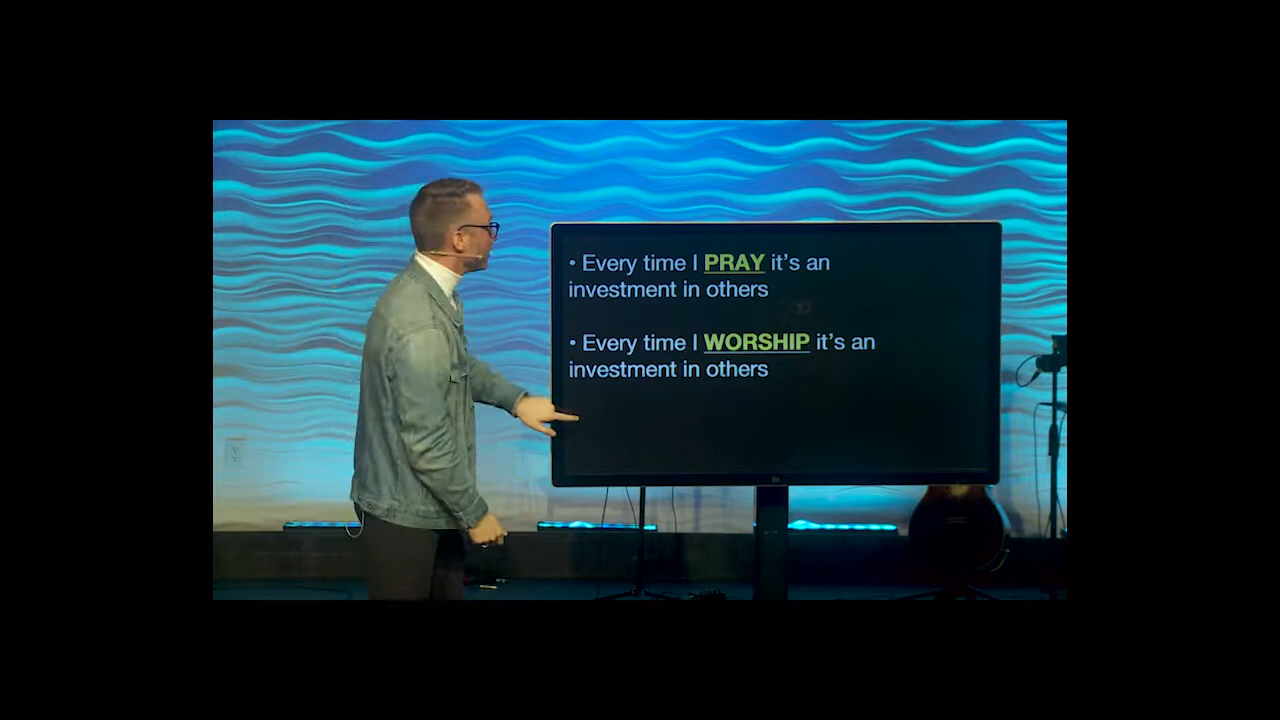 • Every time I PRAY it's an
investment in others
• Every time I WORSHIP it's an
investment in others